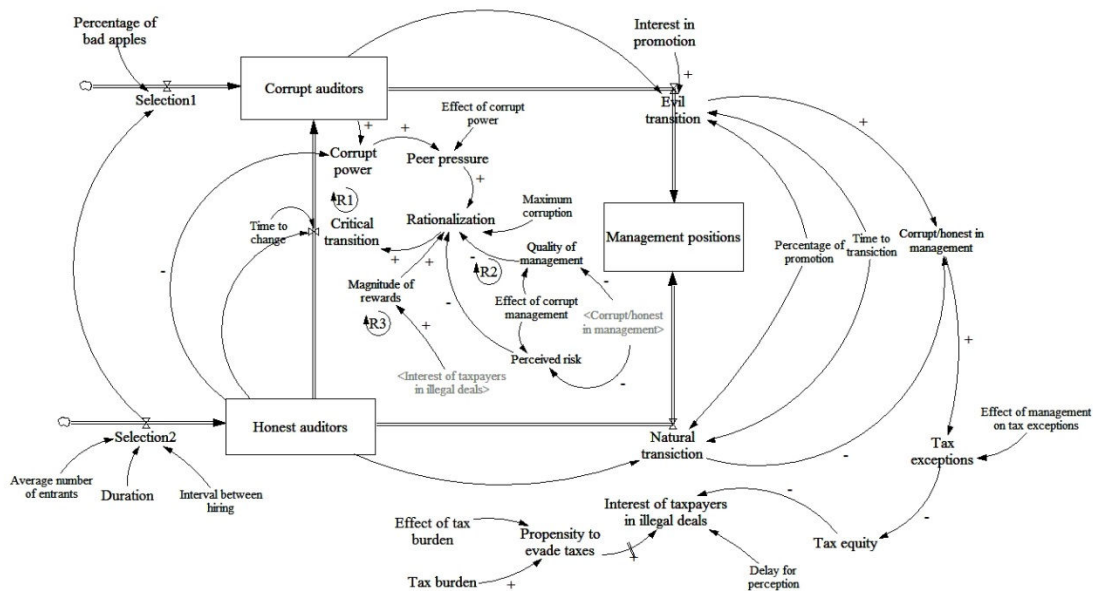 Percentage of
bad apples
Interest in
promotion
Corrupt auditors
Selection1
Evil
transition
Effect of corrupt
power
+
+
+
+
Corrupt
power
Peer pressure
+
R1
Maximum
corruption
Time to
change
Critical
transition
Rationalization
Management positions
Quality of
management
Percentage of
promotion
Time to
transiction
Corrupt/honest in
management
-
+
+
-
R2
-
Magnitude of
rewards
Effect of corrupt
management
<Corrupt/honest
in management>
R3
+
-
+
Perceived risk
-
<Interest of taxpayers
in illegal deals>
Honest auditors
Selection2
Natural
transiction
Effect of management
on tax exceptions
Tax
exceptions
-
Average number
of entrants
Duration
Interval between
hiring
Interest of taxpayers
in illegal deals
-
-
Effect of tax
burden
Propensity to
evade taxes
Tax equity
Tax burden
+
Delay for
perception